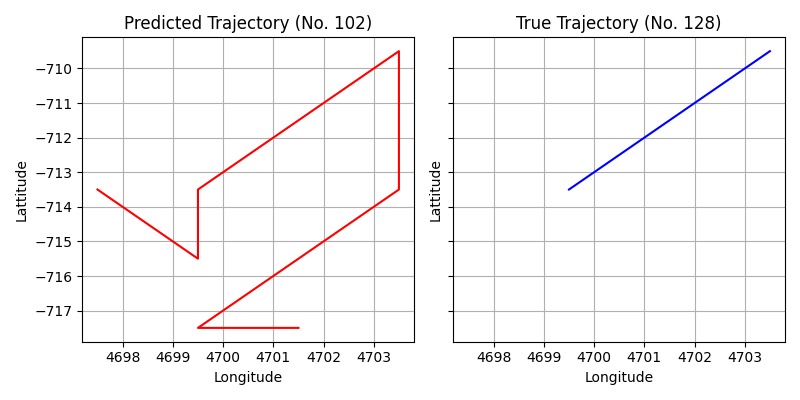 Predicted Trajectory (No. 102)
True Trajectory (No. 128)
−710
−711
−712
−713
−714
−715
−716
−717
Lattitude
Lattitude
4698 4699 4700 4701 4702 4703
4698 4699 4700 4701 4702 4703
Longitude
Longitude